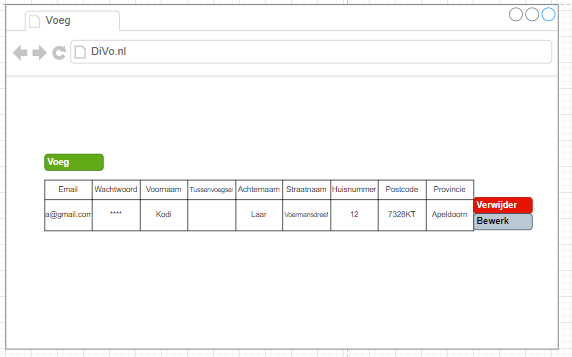 Voeg
DiVo.nl
Voeg
Email Wachtwoord Voornaam Tussenvoegsel Achternaam Straatnaam Huisnummer Postcode Provincie
a@gmail.com **** Kodi Laar Voermansdreef 12 7328KT Apeldoorn
Verwijder
Bewerk